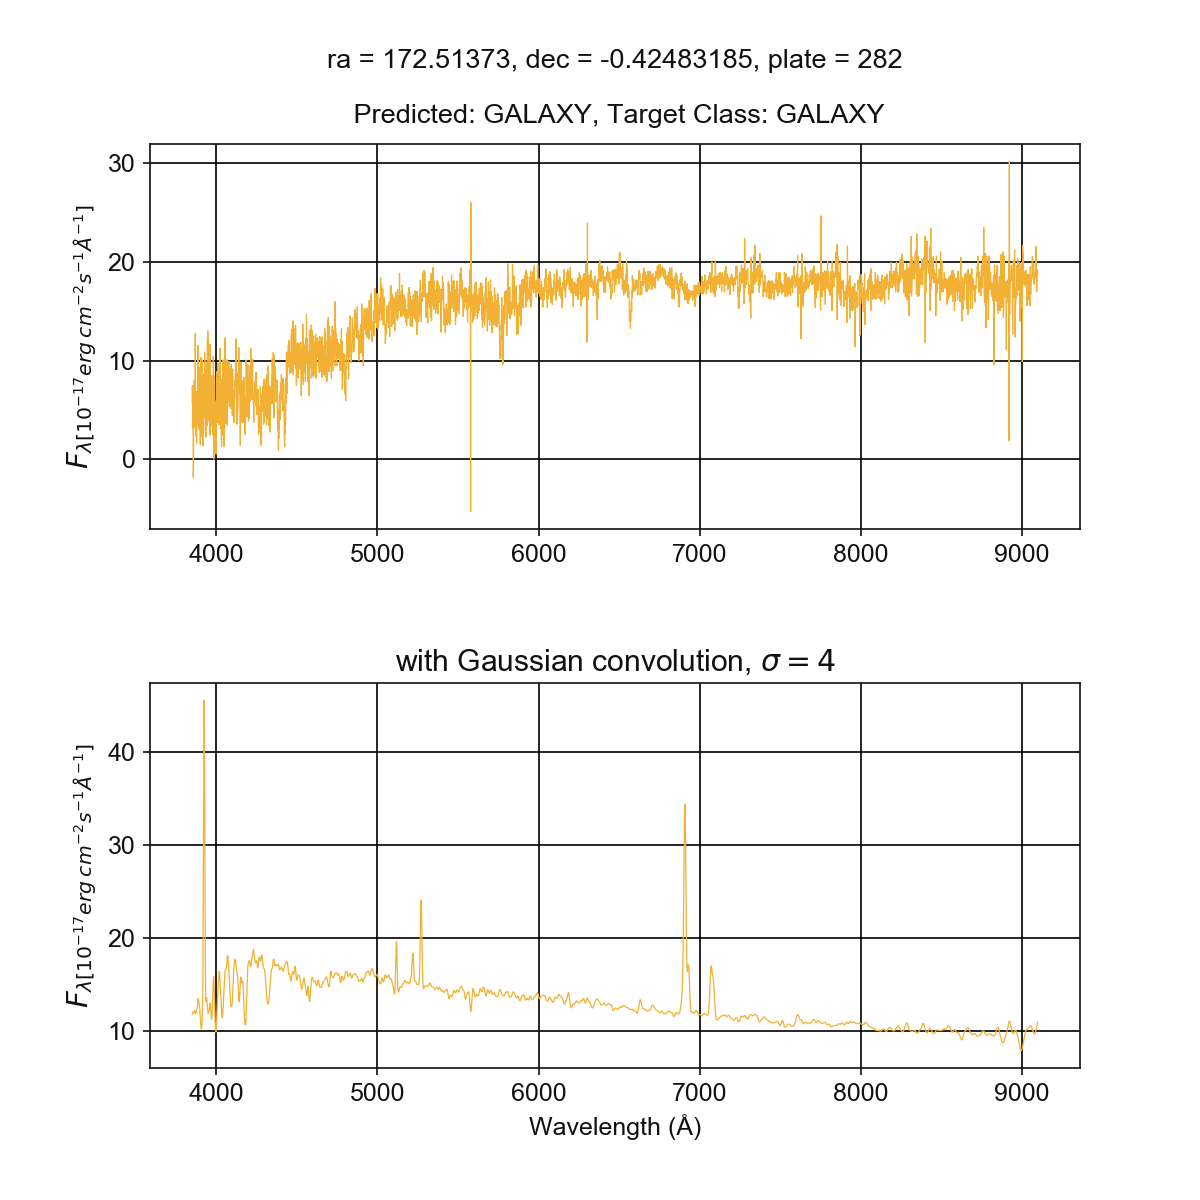 ra = 172.51373, dec = -0.42483185, plate = 282
Predicted: GALAXY, Target Class: GALAXY
30
20
10
0
F_λ[10^−17 erg cm^−2 s^−1 Å^−1]
4000 5000 6000 7000 8000 9000
with Gaussian convolution, σ = 4
40
30
20
10
F_λ[10^−17 erg cm^−2 s^−1 Å^−1]
4000 5000 6000 7000 8000 9000
Wavelength (Å)